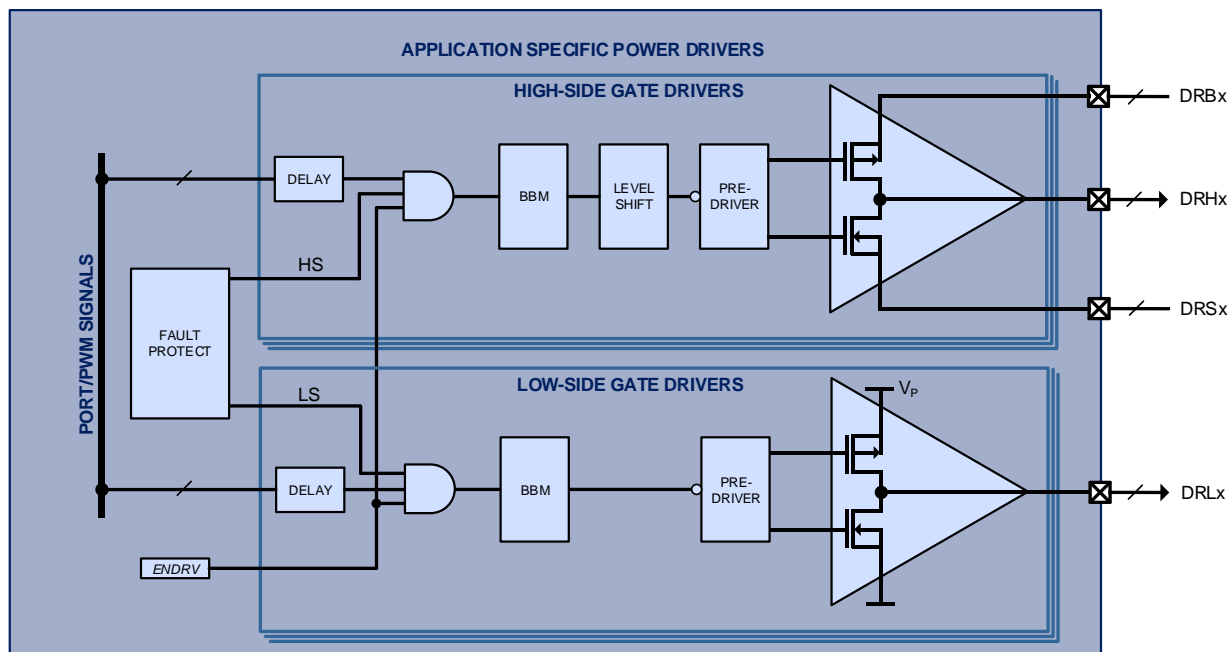 APPLICATION SPECIFIC POWER DRIVERS
HIGH-SIDE GATE DRIVERS
DRBx
DELAY
BBM
LEVEL
SHIFT
PRE-
DRIVER
DRHx
HS
PORT/PWM SIGNALS
FAULT
PROTECT
DRSx
LOW-SIDE GATE DRIVERS
LS
VP
DELAY
BBM
PRE-
DRIVER
DRLx
ENDRV